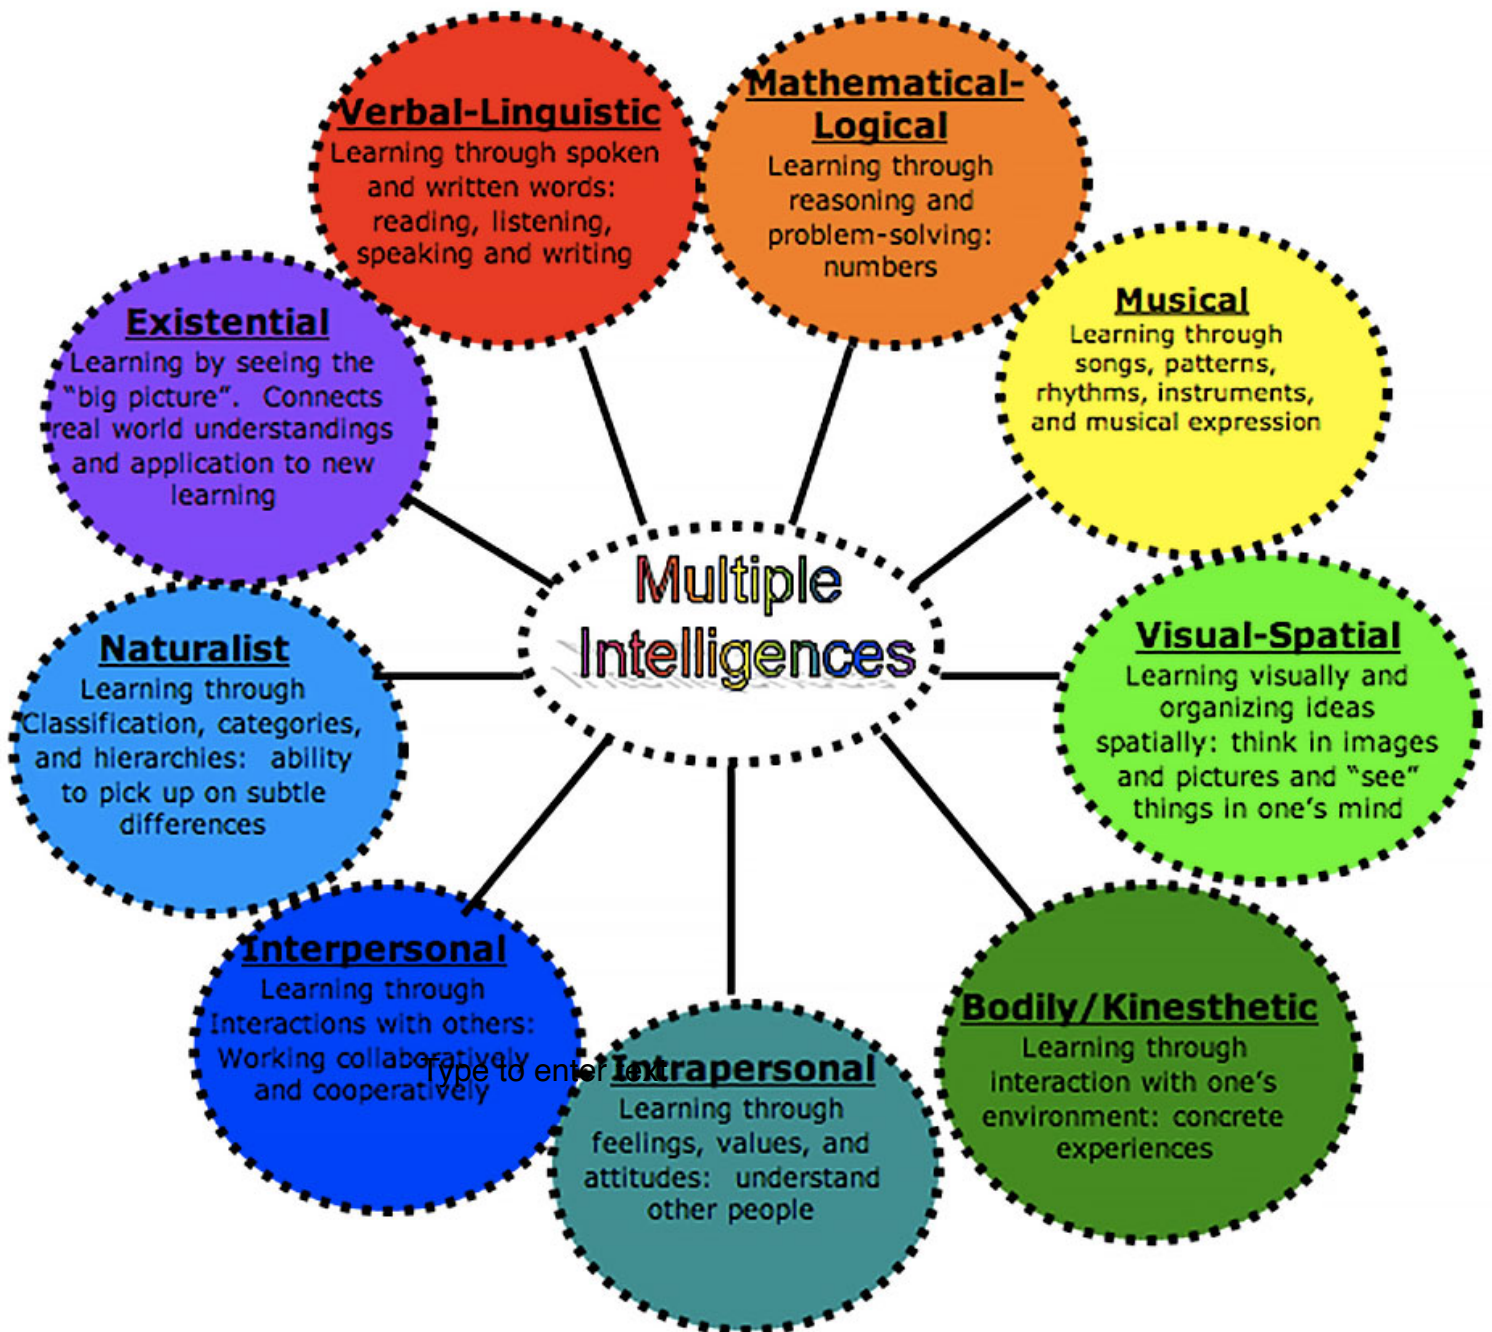 Verbal-Linguistic
Learning through spoken
and written words:
reading, listening,
speaking and writing
Mathematical-
Logical
Learning through
reasoning and
problem-solving:
numbers
Musical
Learning through
songs, patterns,
rhythms, instruments,
and musical expression
Existential
Learning by seeing the
“big picture”.  Connects
real world understandings
and application to new
learning
Multiple
Intelligences
Visual-Spatial
Learning visually and
organizing ideas
spatially: think in images
and pictures and “see”
things in one’s mind
Naturalist
Learning through
Classification, categories,
and hierarchies:  ability
to pick up on subtle
differences
Interpersonal
Learning through
Interactions with others:
Working collaboratively
and cooperatively
Type to enter text
Intrapersonal
Learning through
feelings, values, and
attitudes:  understand
other people
Bodily/Kinesthetic
Learning through
interaction with one’s
environment:  concrete
experiences